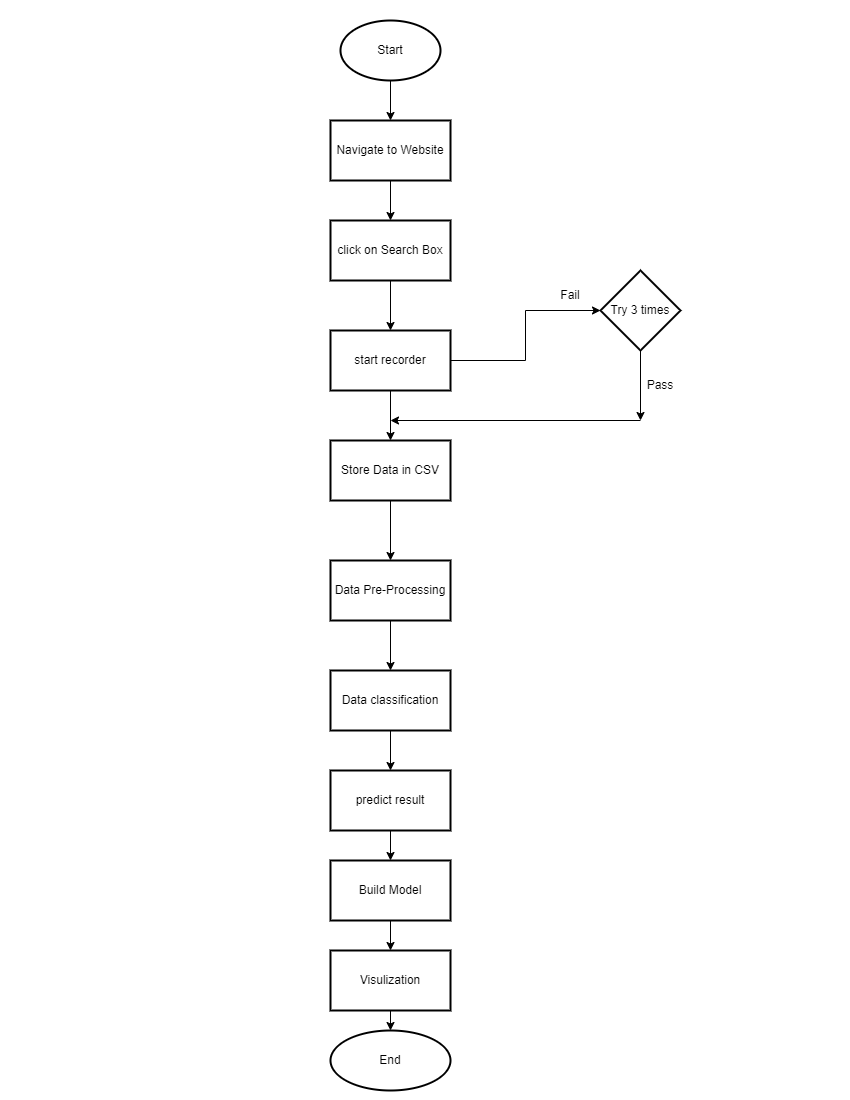 Start
Navigate to Website
click on Search Box
Fail
Try 3 times
start recorder
Pass
Store Data in CSV
Data Pre-Processing
Data classification
predict result
Build Model
Visulization
End